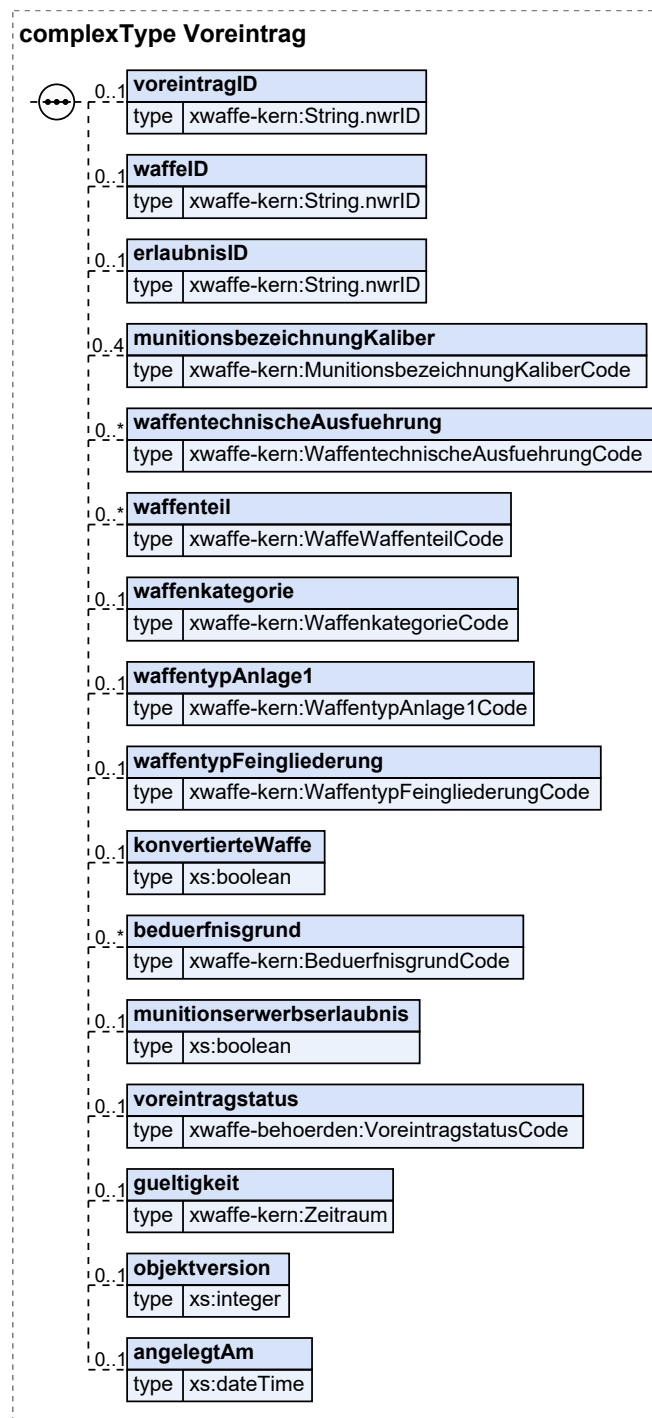 complexType Voreintrag
0..1 voreintragID
type xwaffe-kern:String.nwrID
0..1 waffeID
type xwaffe-kern:String.nwrID
0..1 erlaubnisID
type xwaffe-kern:String.nwrID
0..4 munitionsbezeichnungKaliber
type xwaffe-kern:MunitionsbezeichnungKaliberCode
0..* waffentechnischeAusfuehrung
type xwaffe-kern:WaffentechnischeAusfuehrungCode
0..* waffenteil
type xwaffe-kern:WaffeWaffenteilCode
0..1 waffenkategorie
type xwaffe-kern:WaffenkategorieCode
0..1 waffentypAnlage1
type xwaffe-kern:WaffentypAnlage1Code
0..1 waffentypFeingliederung
type xwaffe-kern:WaffentypFeingliederungCode
0..1 konvertierteWaffe
type xs:boolean
0..* beduerfnisgrund
type xwaffe-kern:BeduerfnisgrundCode
0..1 munitionserwerbserlaubnis
type xs:boolean
0..1 voreintragstatus
type xwaffe-behoerden:VoreintragstatusCode
0..1 gueltigkeit
type xwaffe-kern:Zeitraum
0..1 objektversion
type xs:integer
0..1 angelegtAm
type xs:dateTime